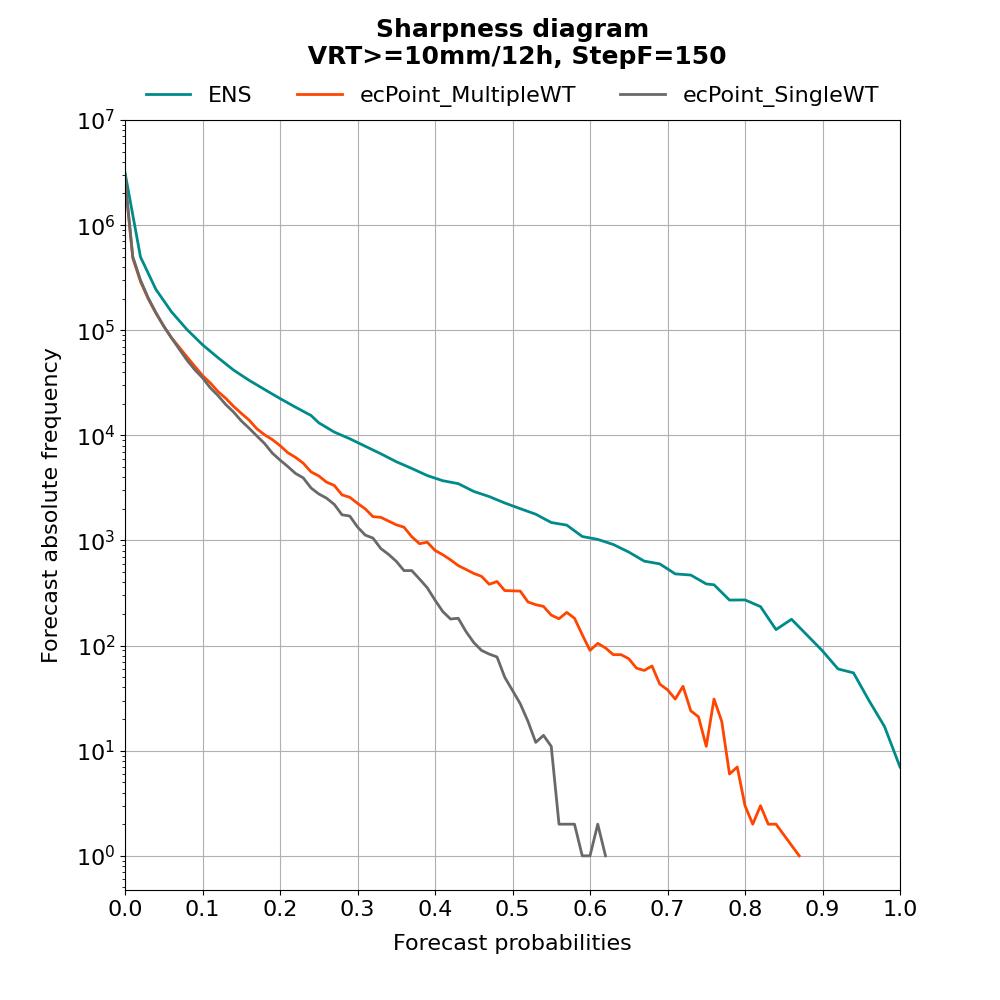 Sharpness diagram
VRT>=10mm/12h, StepF=150
ENS ecPoint_MultipleWT ecPoint_SingleWT
10⁷
10⁶
10⁵
10⁴
10³
10²
10¹
10⁰
Forecast absolute frequency
0.0 0.1 0.2 0.3 0.4 0.5 0.6 0.7 0.8 0.9 1.0
Forecast probabilities